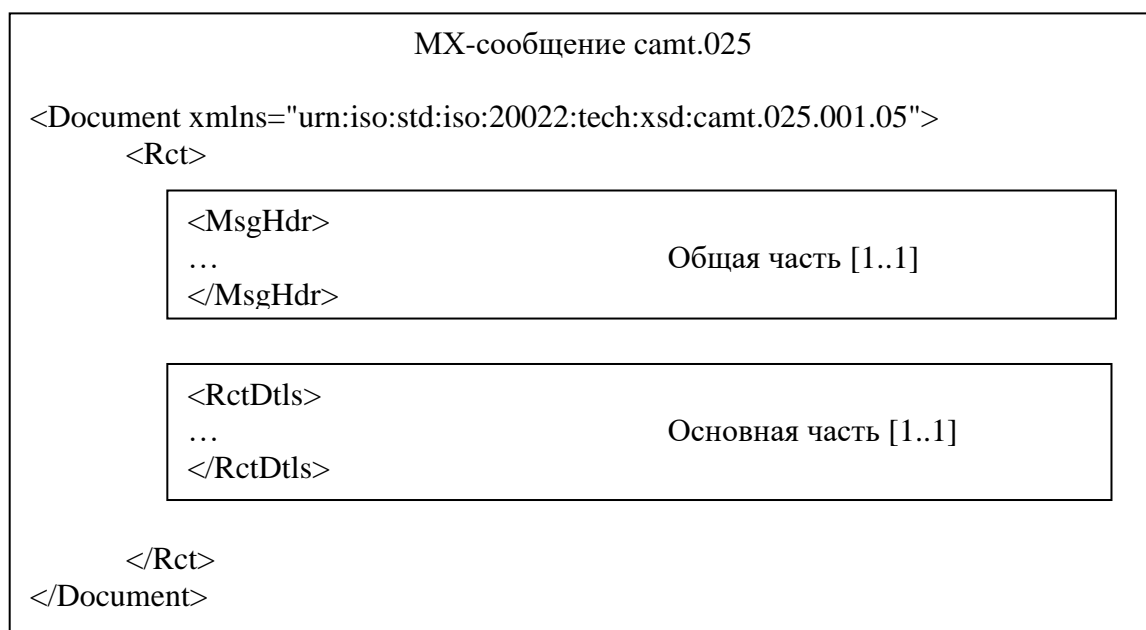 MX-сообщение camt.025
<Document xmlns="urn:iso:std:iso:20022:tech:xsd:camt.025.001.05">
<Rct>
<MsgHdr>
… Общая часть [1..1]
</MsgHdr>
<RctDtls>
… Основная часть [1..1]
</RctDtls>
</Rct>
</Document>